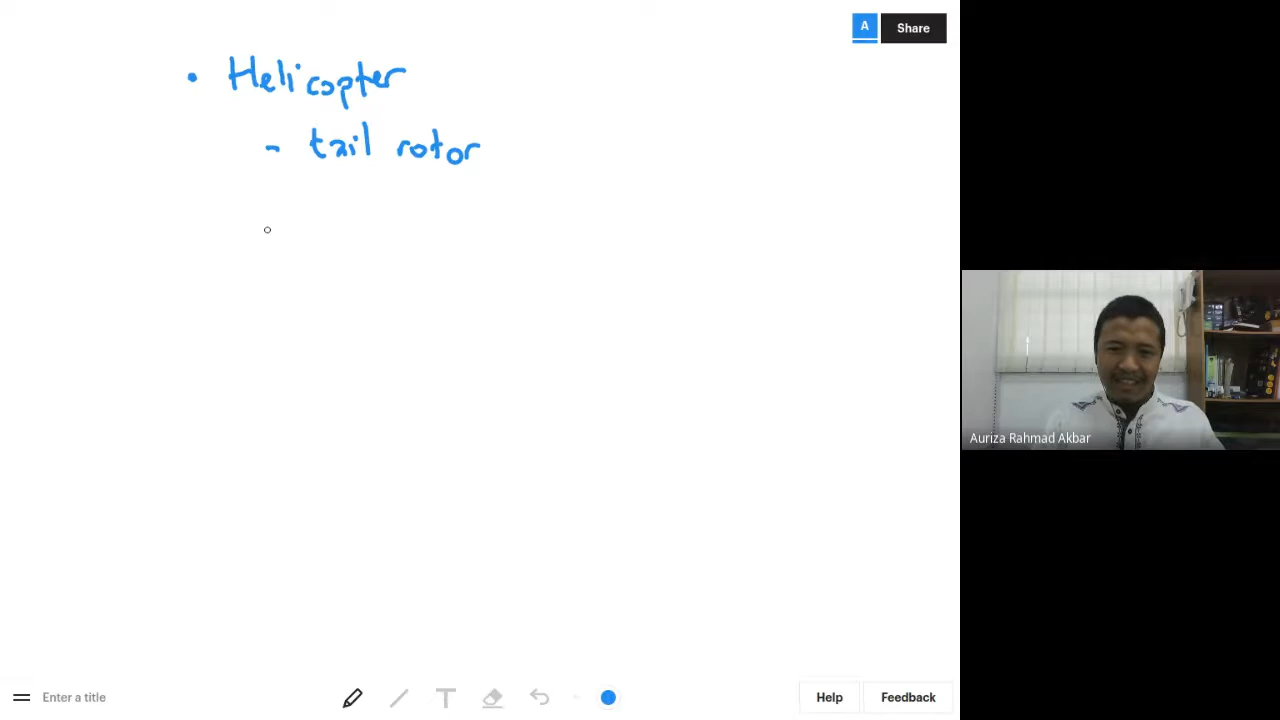 A
Share
• Helicopter
- tail rotor
Auriza Rahmad Akbar
Enter a title
Help
Feedback